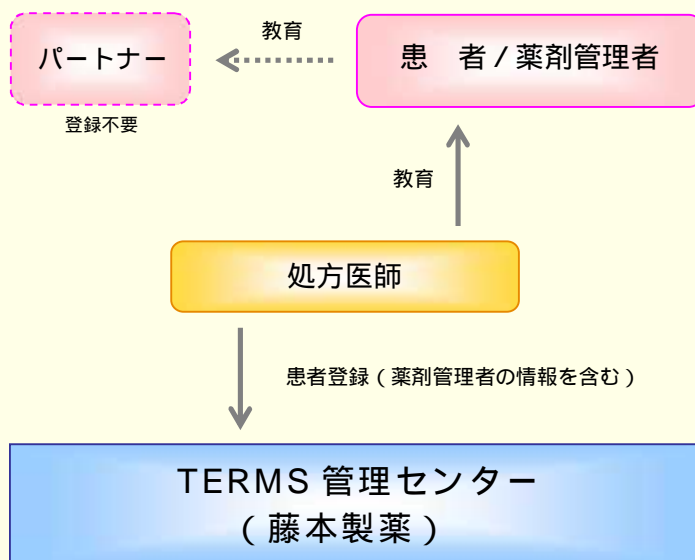 教育
パートナー
患　者 / 薬剤管理者
登録不要
教育
処方医師
患者登録 ( 薬剤管理者の情報を含む )
TERMS 管理センター
( 藤本製薬 )